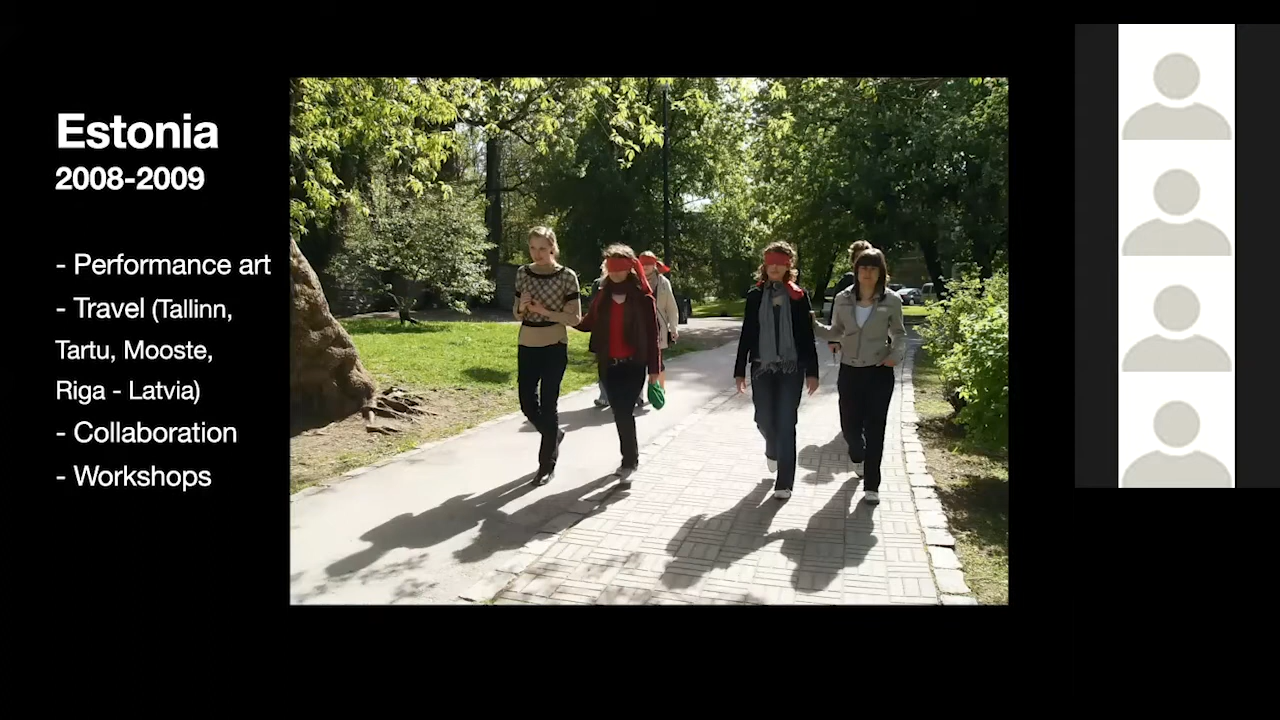 Estonia
2008-2009
- Performance art
- Travel (Tallinn,
Tartu, Mooste,
Riga - Latvia)
- Collaboration
- Workshops